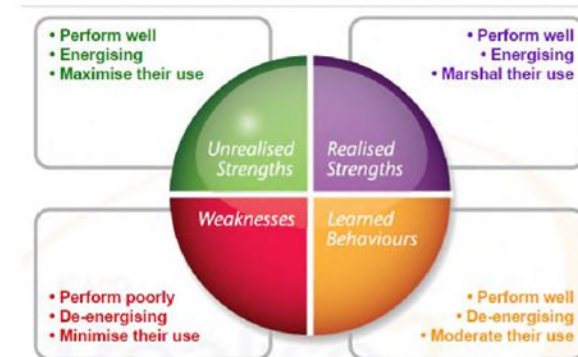 • Perform well
• Energising
• Maximise their use
• Perform well
• Energising
• Marshal their use
Unrealised
Strengths
Realised
Strengths
Weaknesses
Learned
Behaviours
• Perform poorly
• De-energising
• Minimise their use
• Perform well
• De-energising
• Moderate their use